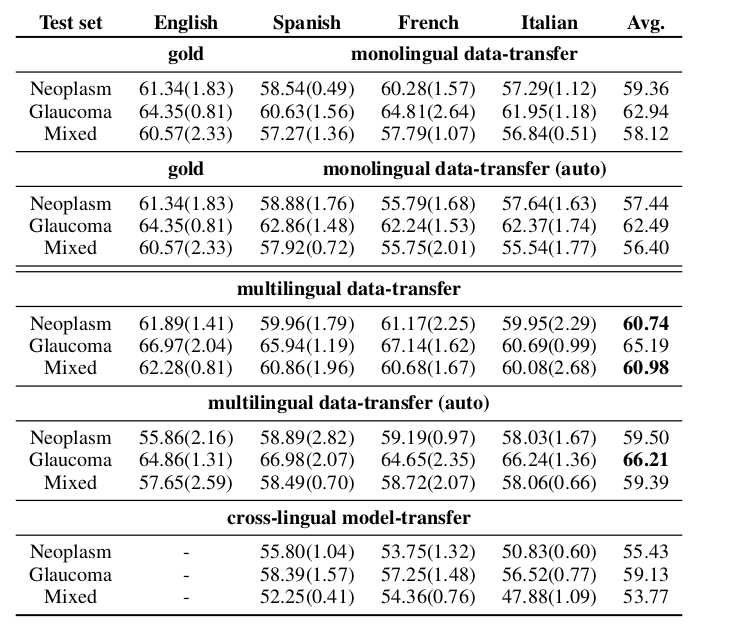 Test set English Spanish French Italian Avg.
gold monolingual data-transfer
Neoplasm 61.34(1.83) 58.54(0.49) 60.28(1.57) 57.29(1.12) 59.36
Glaucoma 64.35(0.81) 60.63(1.56) 64.81(2.64) 61.95(1.18) 62.94
Mixed 60.57(2.33) 57.27(1.36) 57.79(1.07) 56.84(0.51) 58.12
gold monolingual data-transfer (auto)
Neoplasm 61.34(1.83) 58.88(1.76) 55.79(1.68) 57.64(1.63) 57.44
Glaucoma 64.35(0.81) 62.86(1.48) 62.24(1.53) 62.37(1.74) 62.49
Mixed 60.57(2.33) 57.92(0.72) 55.75(2.01) 55.54(1.77) 56.40
multilingual data-transfer
Neoplasm 61.89(1.41) 59.96(1.79) 61.17(2.25) 59.95(2.29) 60.74
Glaucoma 66.97(2.04) 65.94(1.19) 67.14(1.62) 60.69(0.99) 65.19
Mixed 62.28(0.81) 60.86(1.96) 60.68(1.67) 60.08(2.68) 60.98
multilingual data-transfer (auto)
Neoplasm 55.86(2.16) 58.89(2.82) 59.19(0.97) 58.03(1.67) 59.50
Glaucoma 64.86(1.31) 66.98(2.07) 64.65(2.35) 66.24(1.36) 66.21
Mixed 57.65(2.59) 58.49(0.70) 58.72(2.07) 58.06(0.66) 59.39
cross-lingual model-transfer
Neoplasm - 55.80(1.04) 53.75(1.32) 50.83(0.60) 55.43
Glaucoma - 58.39(1.57) 57.25(1.48) 56.52(0.77) 59.13
Mixed - 52.25(0.41) 54.36(0.76) 47.88(1.09) 53.77